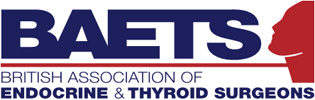 BAETS
BRITISH ASSOCIATION OF
ENDOCRINE & THYROID SURGEONS